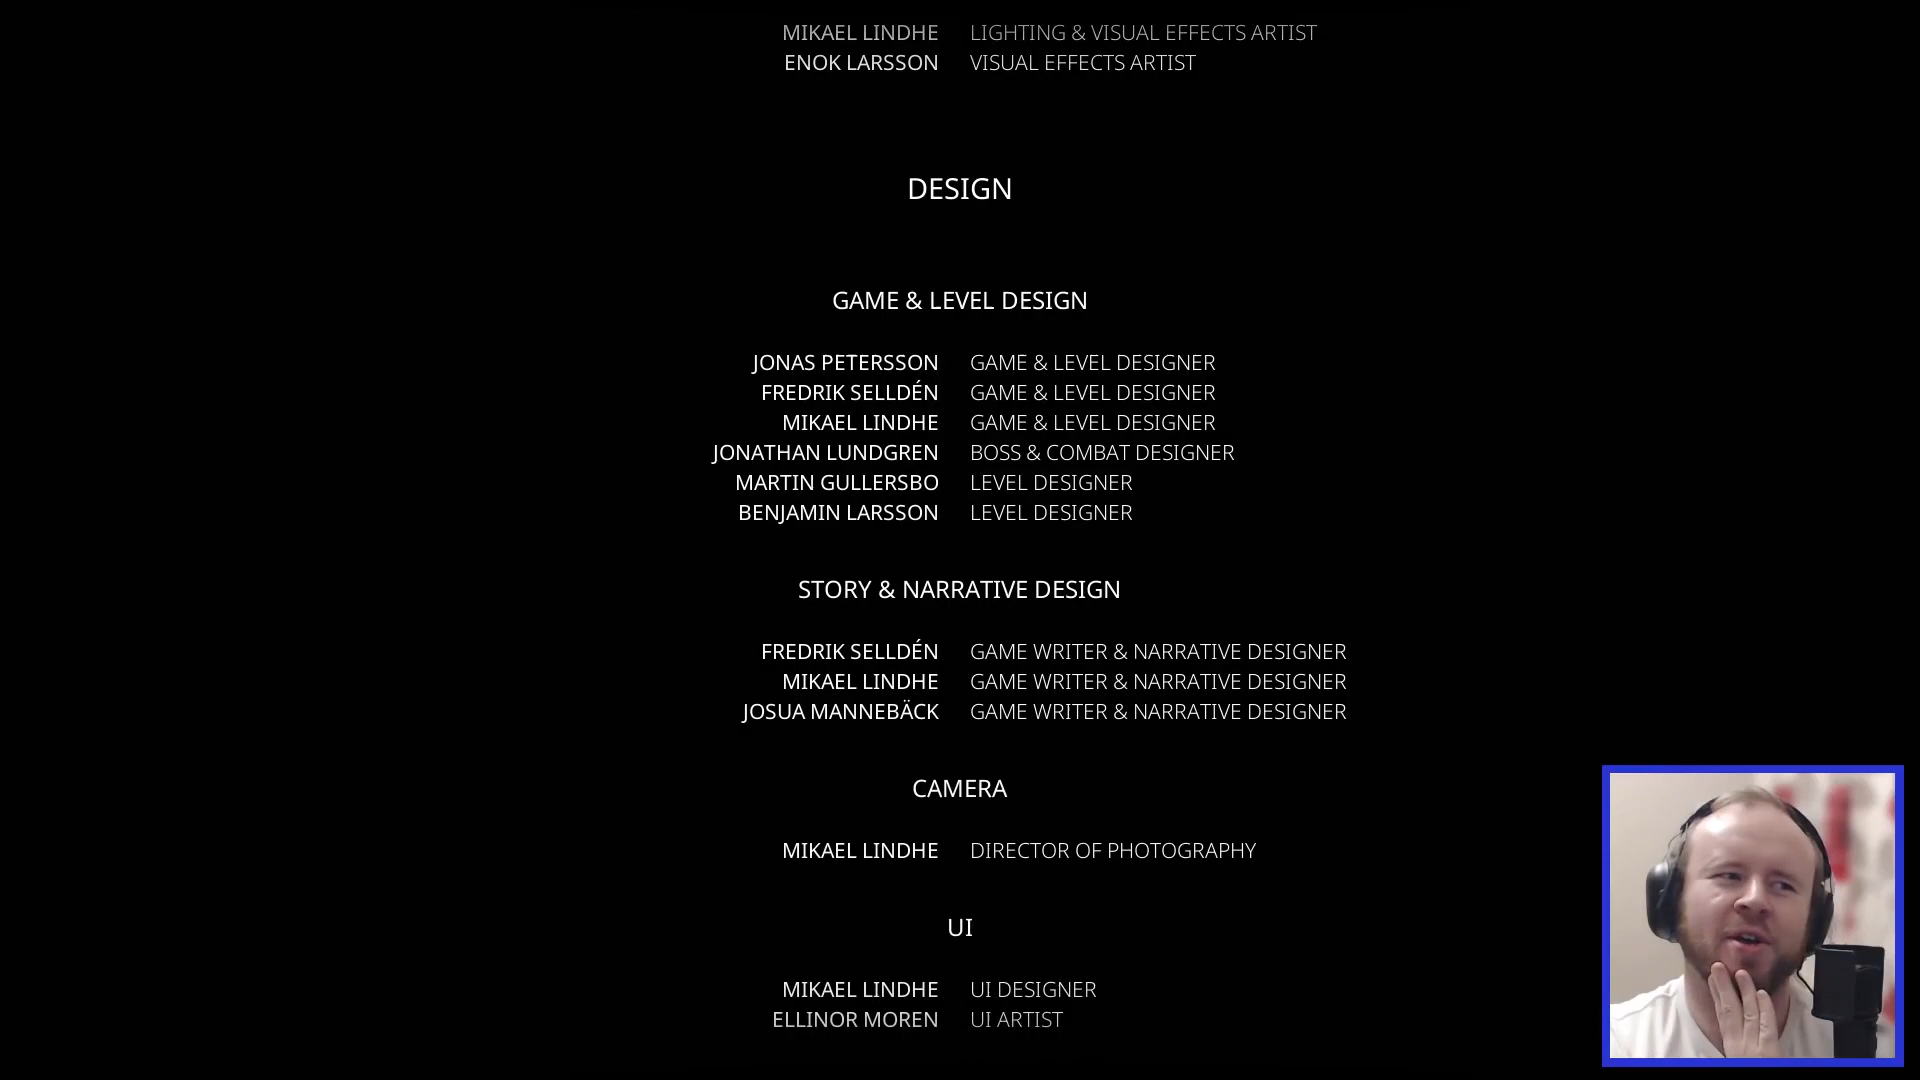 MIKAEL LINDHE LIGHTING & VISUAL EFFECTS ARTIST
ENOK LARSSON VISUAL EFFECTS ARTIST
DESIGN
GAME & LEVEL DESIGN
JONAS PETERSSON GAME & LEVEL DESIGNER
FREDRIK SELLDÉN GAME & LEVEL DESIGNER
MIKAEL LINDHE GAME & LEVEL DESIGNER
JONATHAN LUNDGREN BOSS & COMBAT DESIGNER
MARTIN GULLERSBO LEVEL DESIGNER
BENJAMIN LARSSON LEVEL DESIGNER
STORY & NARRATIVE DESIGN
FREDRIK SELLDÉN GAME WRITER & NARRATIVE DESIGNER
MIKAEL LINDHE GAME WRITER & NARRATIVE DESIGNER
JOSUA MANNEBÄCK GAME WRITER & NARRATIVE DESIGNER
CAMERA
MIKAEL LINDHE DIRECTOR OF PHOTOGRAPHY
UI
MIKAEL LINDHE UI DESIGNER
ELLINOR MOREN UI ARTIST